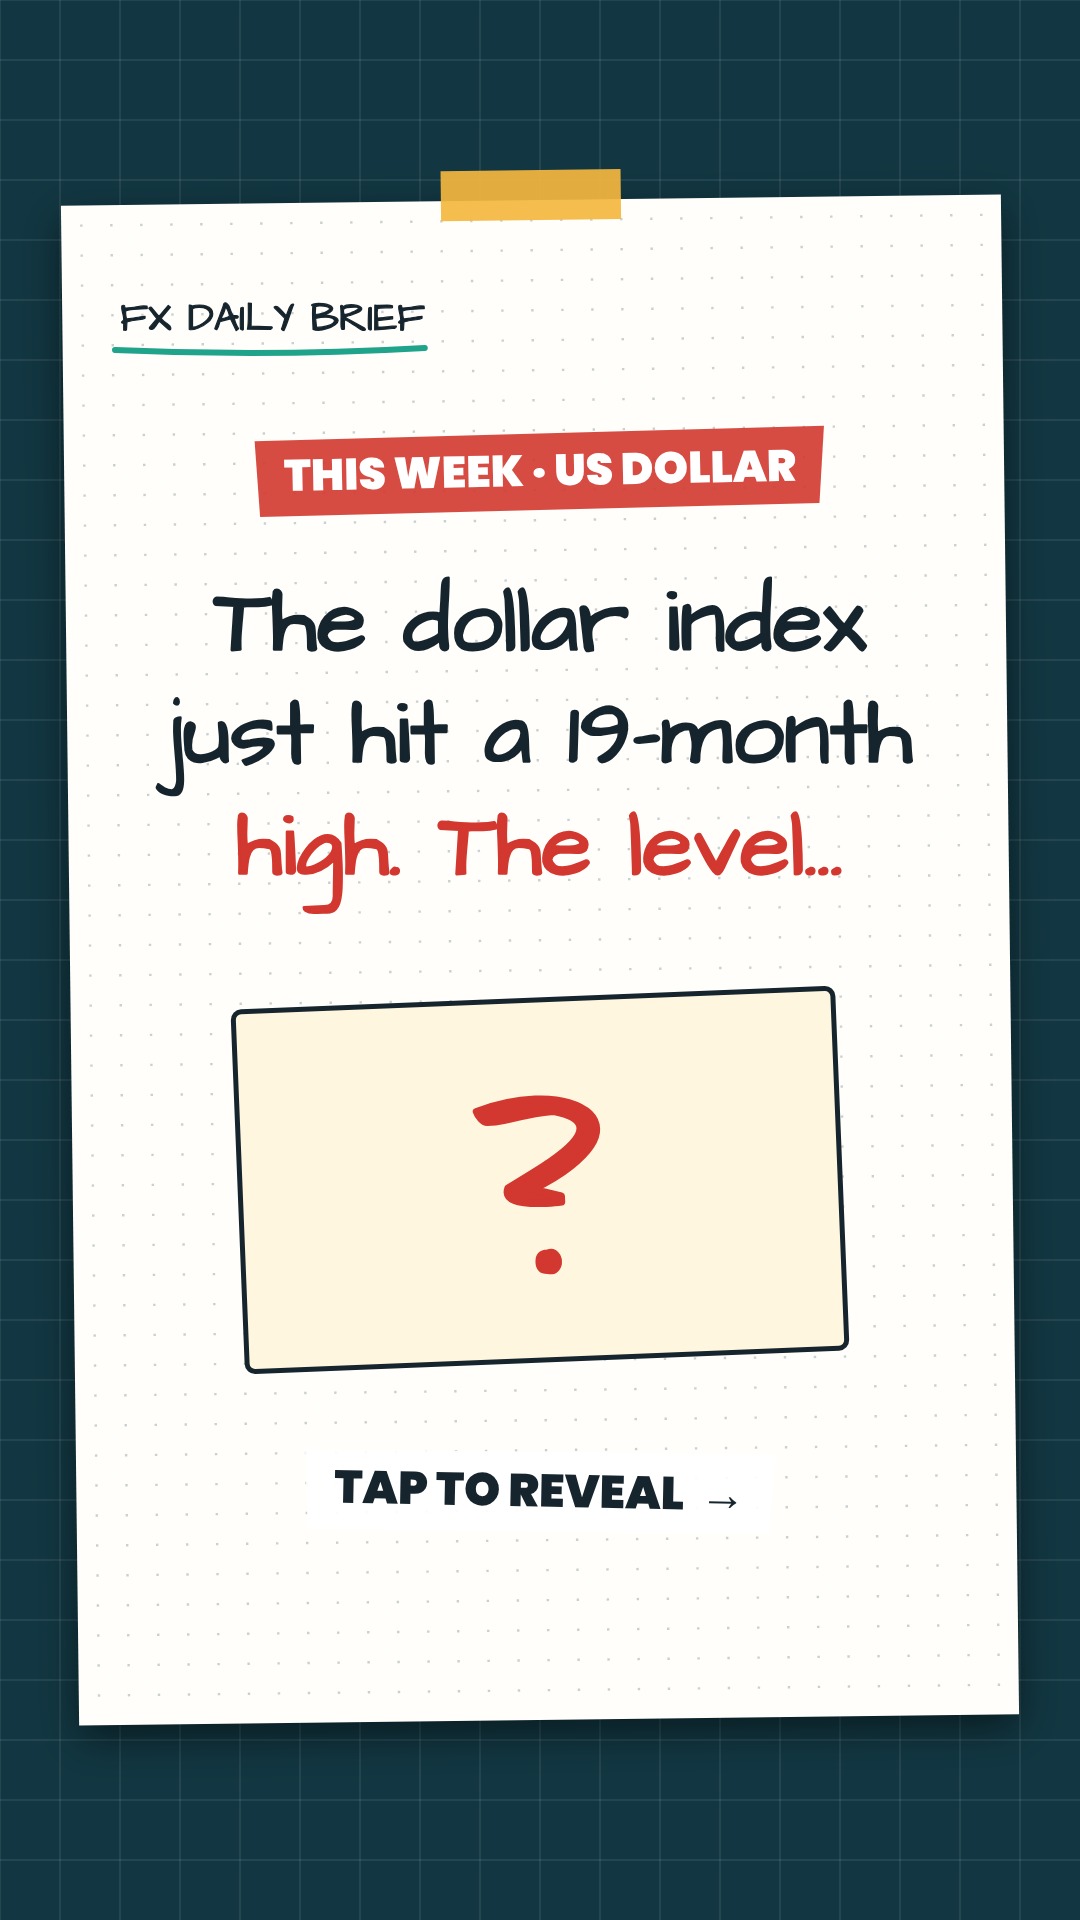 FX DAILY BRIEF
THIS WEEK • US DOLLAR
The dollar index
just hit a 19-month
high. The level...
?
TAP TO REVEAL →